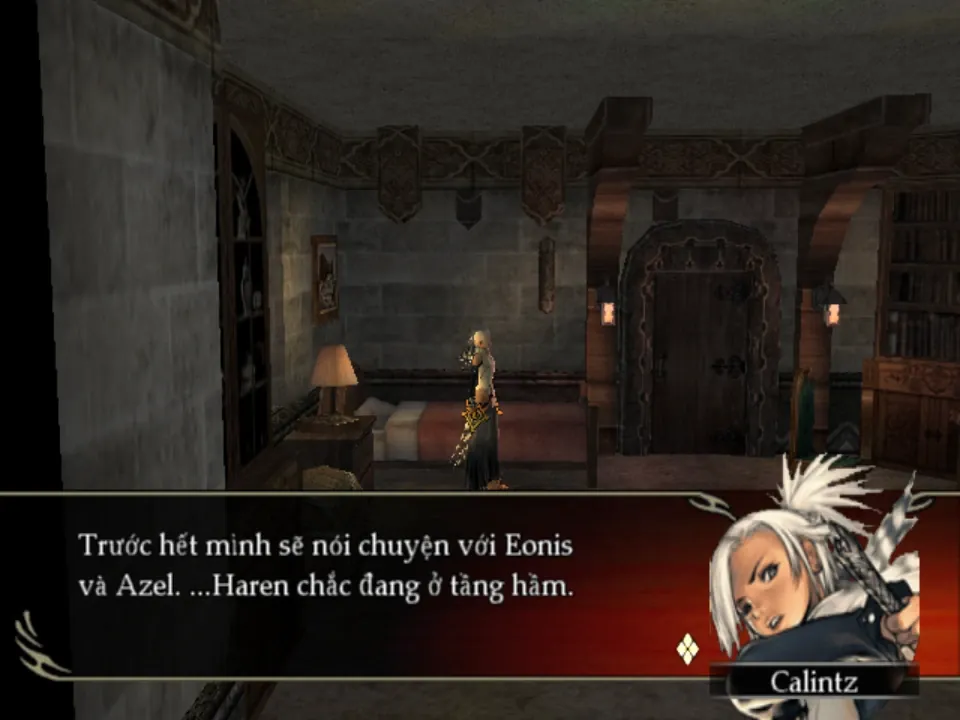 Trước hết mình sẽ nói chuyện với Eonis
và Azel. ...Haren chắc đang ở tầng hầm.
Calintz